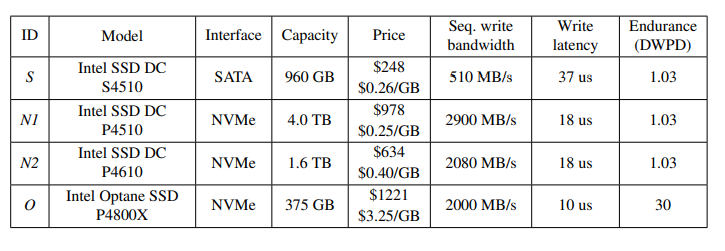 ID Model Interface Capacity Price Seq. write bandwidth Write latency Endurance (DWPD)
S Intel SSD DC S4510 SATA 960 GB $248 $0.26/GB 510 MB/s 37 us 1.03
N1 Intel SSD DC P4510 NVMe 4.0 TB $978 $0.25/GB 2900 MB/s 18 us 1.03
N2 Intel SSD DC P4610 NVMe 1.6 TB $634 $0.40/GB 2080 MB/s 18 us 1.03
O Intel Optane SSD P4800X NVMe 375 GB $1221 $3.25/GB 2000 MB/s 10 us 30